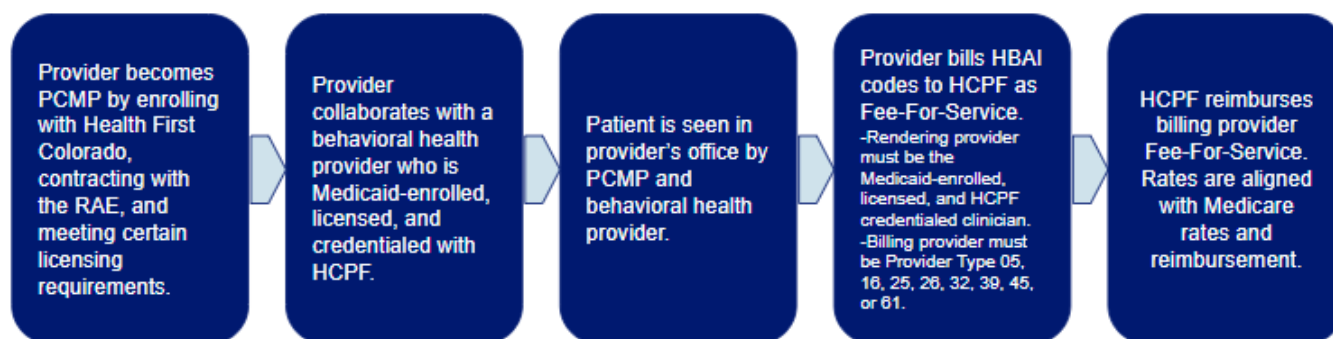 Provider becomes
PCMP by enrolling
with Health First
Colorado,
contracting with
the RAE, and
meeting certain
licensing
requirements.
Provider
collaborates with a
behavioral health
provider who is
Medicaid-enrolled,
licensed, and
credentialed with
HCPF.
Patient is seen in
provider's office by
PCMP and
behavioral health
provider.
Provider bills HBAI
codes to HCPF as
Fee-For-Service.
-Rendering provider
must be the
Medicaid-enrolled,
licensed, and HCPF
credentialed clinician.
-Billing provider must
be Provider Type 05,
16, 25, 26, 32, 39, 45,
or 61.
HCPF reimburses
billing provider
Fee-For-Service.
Rates are aligned
with Medicare
rates and
reimbursement.